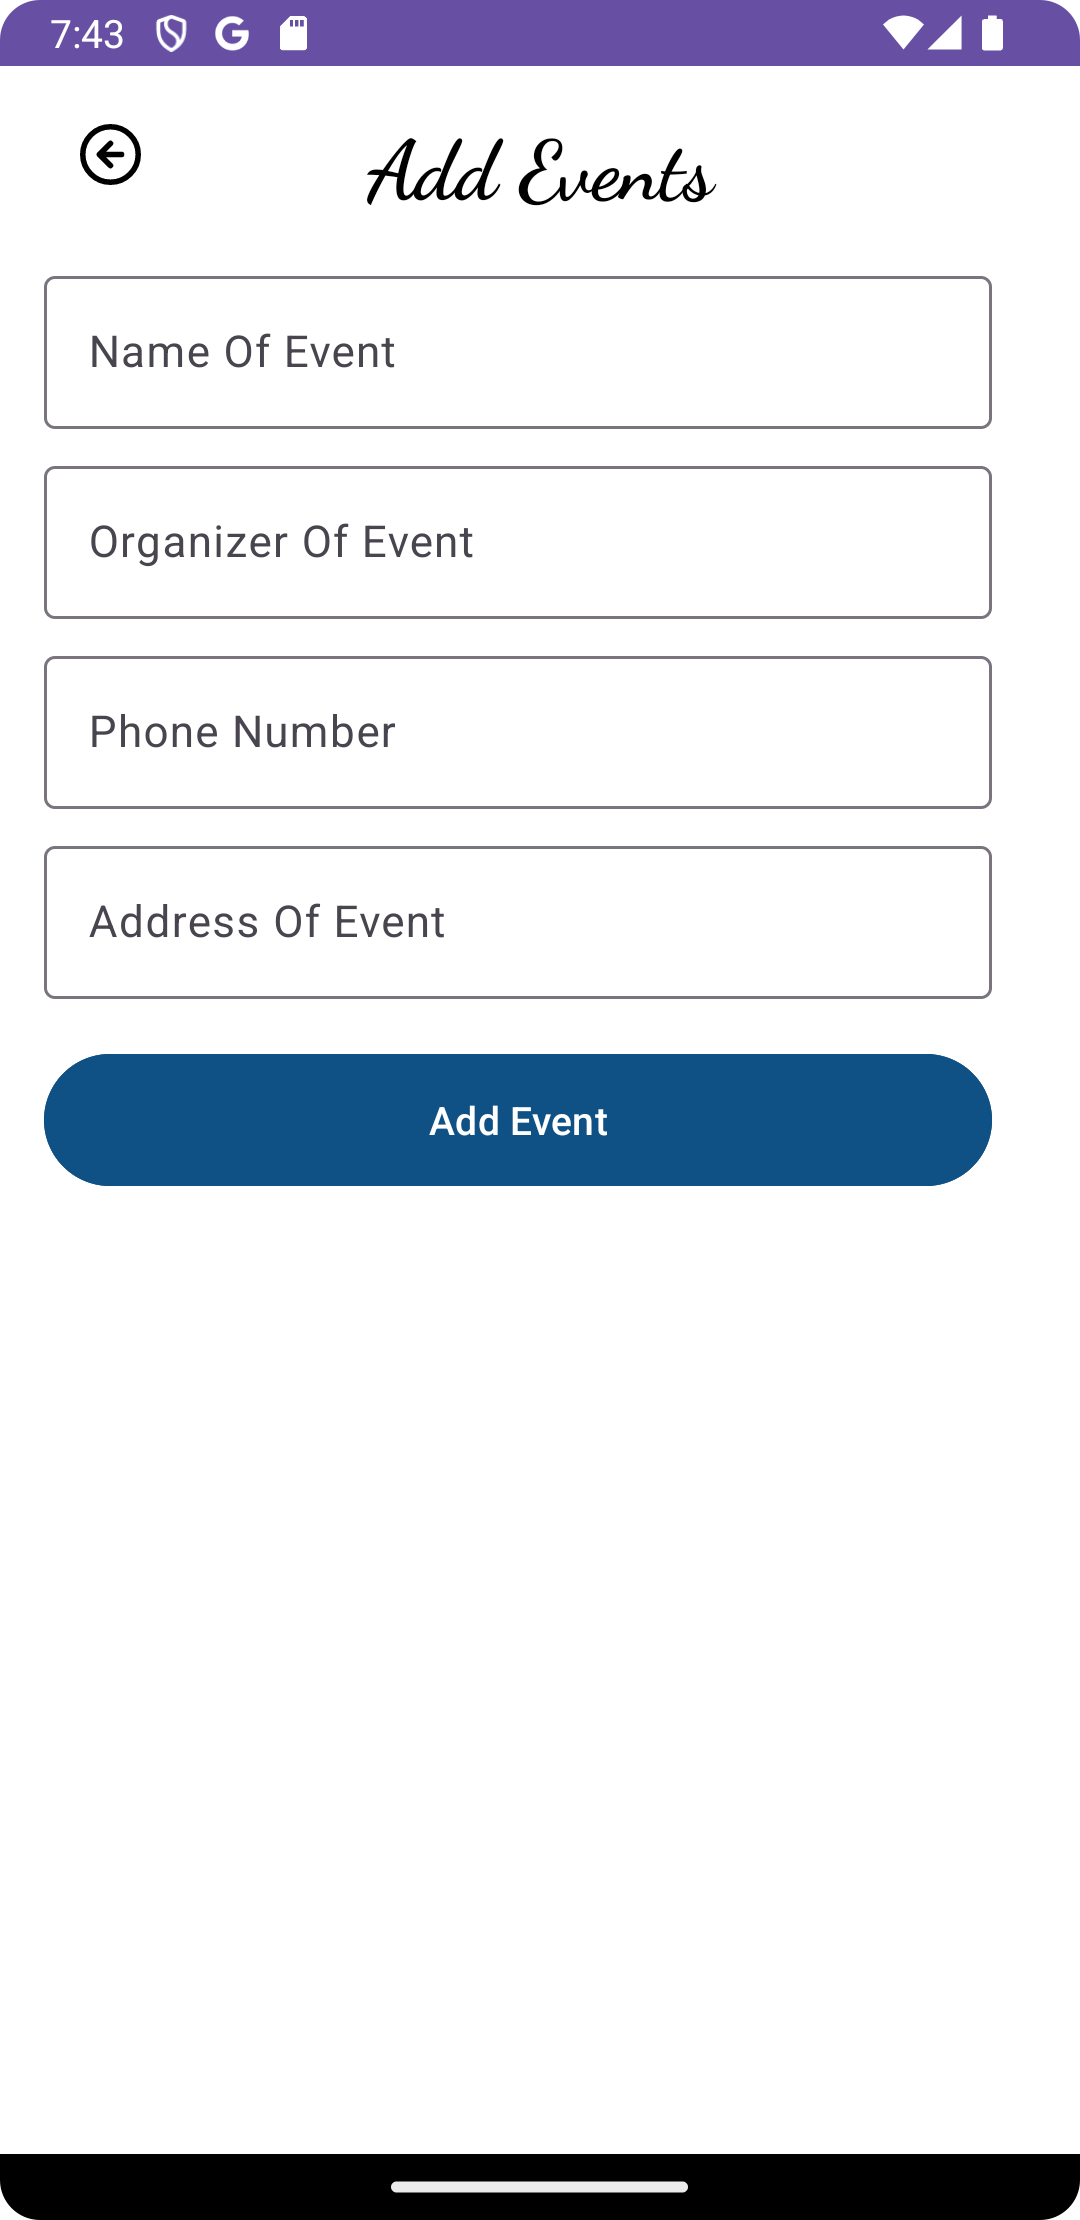 7:43
Add Events
Name Of Event
Organizer Of Event
Phone Number
Address Of Event
Add Event